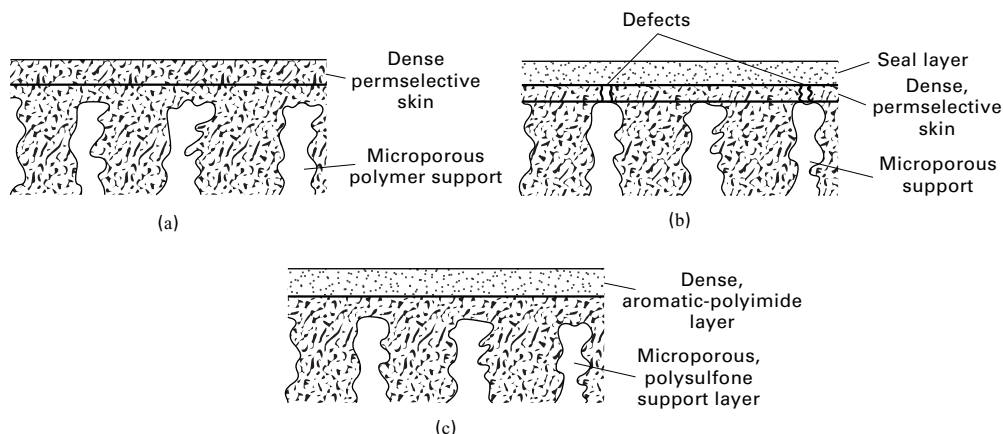 Dense
permselective
skin
Microporous
polymer support
(a)
Defects
Seal layer
Dense,
permselective
skin
Microporous
support
(b)
Dense,
aromatic-polyimide
layer
Microporous,
polysulfone
support layer
(c)